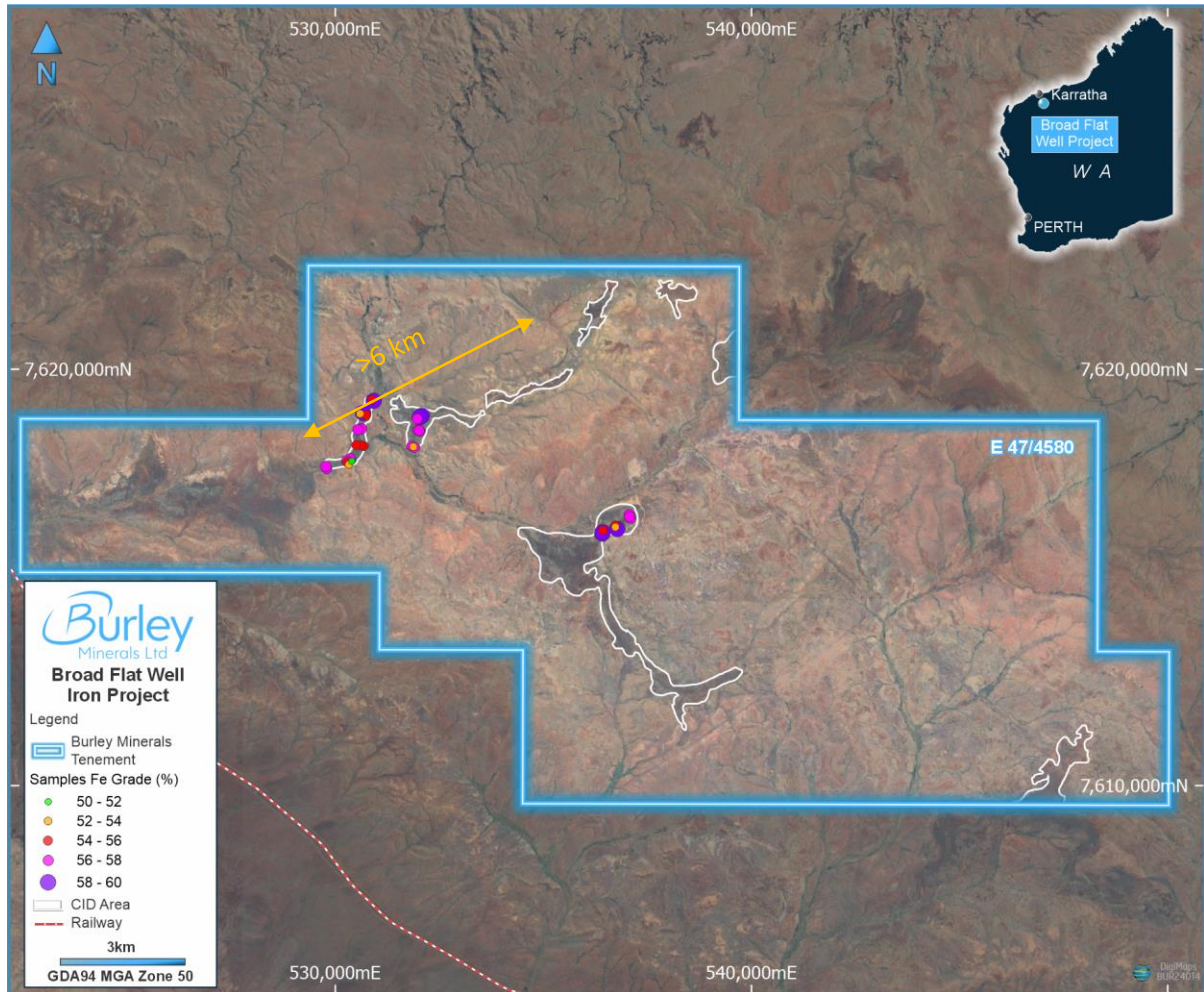 530,000mE
540,000mE
N
Karratha
Broad Flat
Well Project
W A
PERTH
>6 km
7,620,000mN
7,620,000mN
E 47/4580
7,610,000mN
Burley
Minerals Ltd
Broad Flat Well
Iron Project
Legend
Burley Minerals
Tenement
Samples Fe Grade (%)
50 - 52
52 - 54
54 - 56
56 - 58
58 - 60
CID Area
Railway
3km
GDA94 MGA Zone 50
530,000mE
540,000mE
DigiMaps
BUR24014